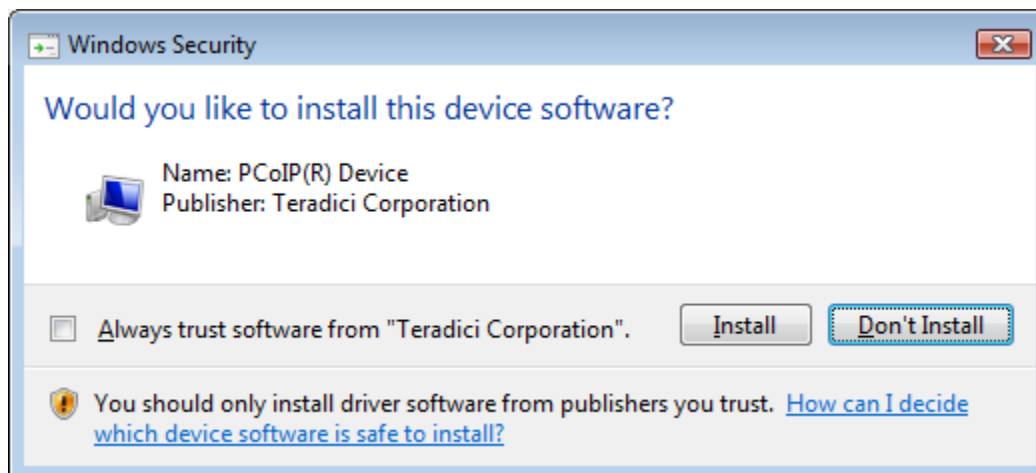 Windows Security
Would you like to install this device software?
Name: PCoIP(R) Device
Publisher: Teradici Corporation
Always trust software from "Teradici Corporation".
Install
Don't Install
You should only install driver software from publishers you trust. How can I decide
which device software is safe to install?